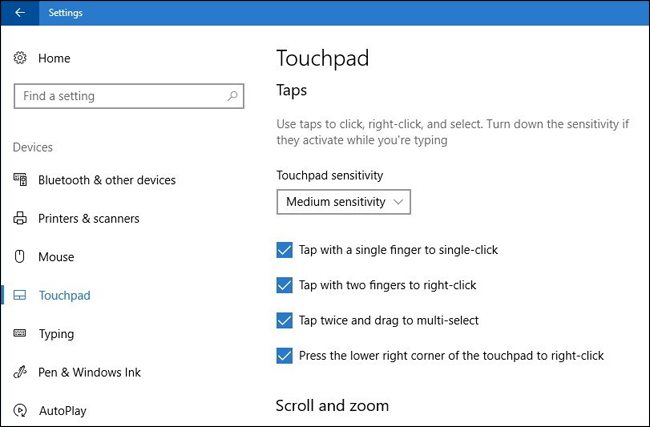 Settings
Home
Find a setting
Devices
Bluetooth & other devices
Printers & scanners
Mouse
Touchpad
Typing
Pen & Windows Ink
AutoPlay
Touchpad
Taps
Use taps to click, right-click, and select. Turn down the sensitivity if
they activate while you're typing
Touchpad sensitivity
Medium sensitivity
Tap with a single finger to single-click
Tap with two fingers to right-click
Tap twice and drag to multi-select
Press the lower right corner of the touchpad to right-click
Scroll and zoom